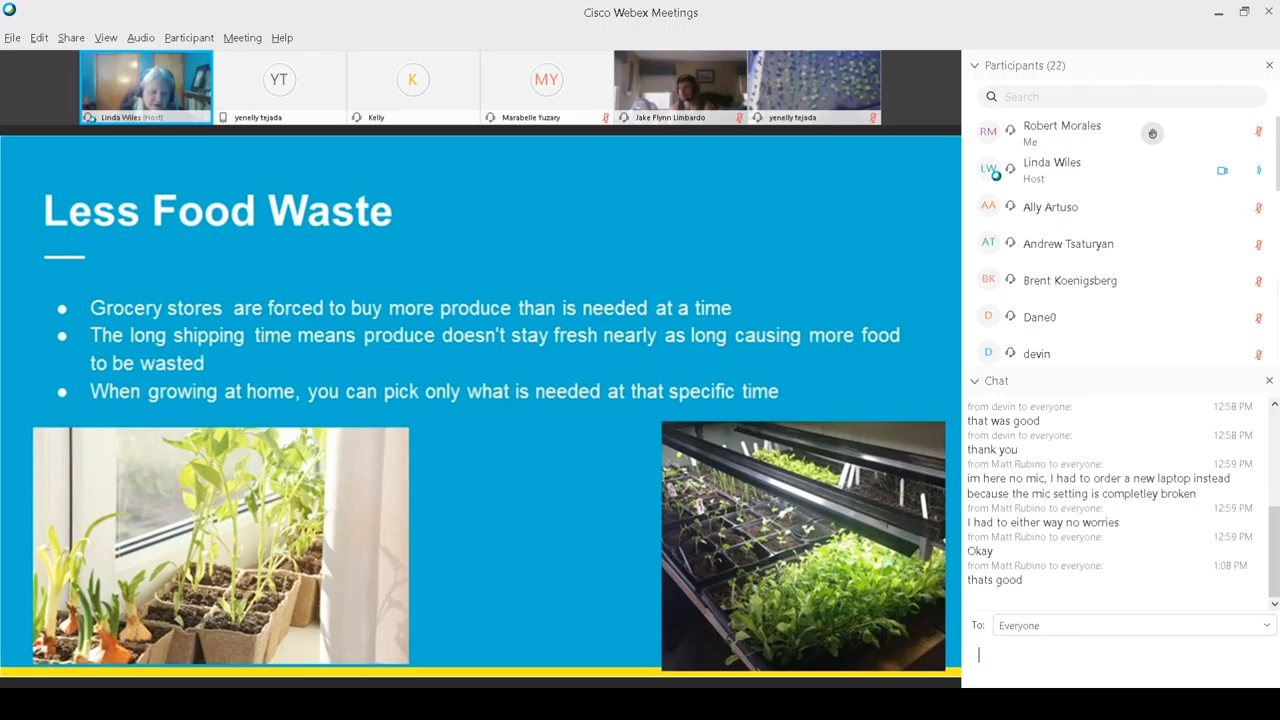 Cisco Webex Meetings
File Edit Share View Audio Participant Meeting Help
Linda Wiles (Host)
YT
yenelly tejada
K
Kelly
MY
Marabelle Yuzary
Jake Flynn Limbardo
yenelly tejada
Less Food Waste
● Grocery stores are forced to buy more produce than is needed at a time
● The long shipping time means produce doesn't stay fresh nearly as long causing more food
to be wasted
● When growing at home, you can pick only what is needed at that specific time
Participants (22)
Search
RM Robert Morales
Me
LW Linda Wiles
Host
AA Ally Artuso
AT Andrew Tsaturyan
BK Brent Koenigsberg
D Dane0
D devin
Chat
from devin to everyone: 12:58 PM
that was good
from devin to everyone: 12:58 PM
thank you
from Matt Rubino to everyone: 12:59 PM
im here no mic, I had to order a new laptop instead
because the mic setting is completley broken
from Matt Rubino to everyone: 12:59 PM
I had to either way no worries
from Matt Rubino to everyone: 12:59 PM
Okay
from Matt Rubino to everyone: 1:08 PM
thats good
To: Everyone